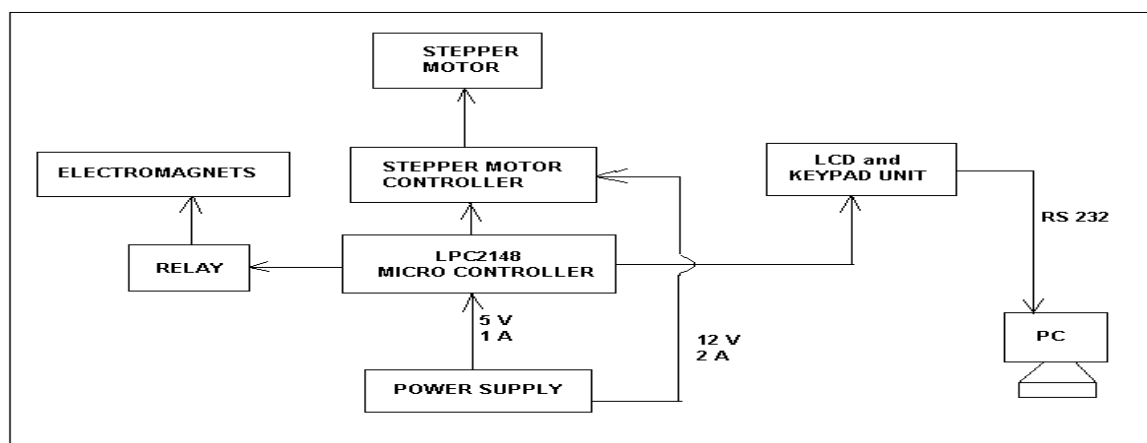 STEPPER
MOTOR
ELECTROMAGNETS
STEPPER MOTOR
CONTROLLER
LCD and
KEYPAD UNIT
RS 232
RELAY
LPC2148
MICRO CONTROLLER
5 V
1 A
12 V
2 A
PC
POWER SUPPLY